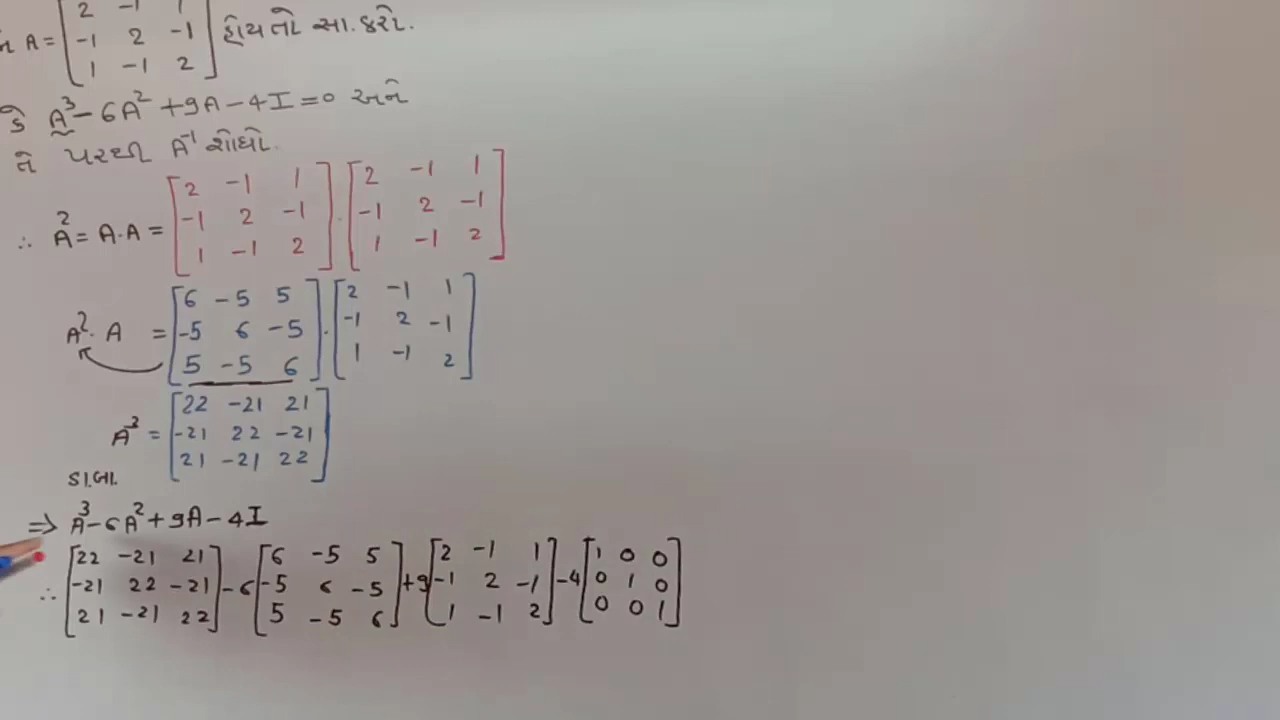 A = [2 -1 1
-1 2 -1
1 -1 2] હોય તો સા. કરો.
કે A³ - 6A² + 9A - 4I = 0 અને
તે પરથી A⁻¹ શોધો.
∴ A² = A·A = [2 -1 1
-1 2 -1
1 -1 2] · [2 -1 1
-1 2 -1
1 -1 2]
A²· A = [6 -5 5
-5 6 -5
5 -5 6] · [2 -1 1
-1 2 -1
1 -1 2]
A³ = [22 -21 21
-21 22 -21
21 -21 22]
ડા.બા.
⇒ A³ - 6A² + 9A - 4I
∴ [22 -21 21
-21 22 -21
21 -21 22] - 6 [6 -5 5
-5 6 -5
5 -5 6] + 9 [2 -1 1
-1 2 -1
1 -1 2] - 4 [1 0 0
0 1 0
0 0 1]